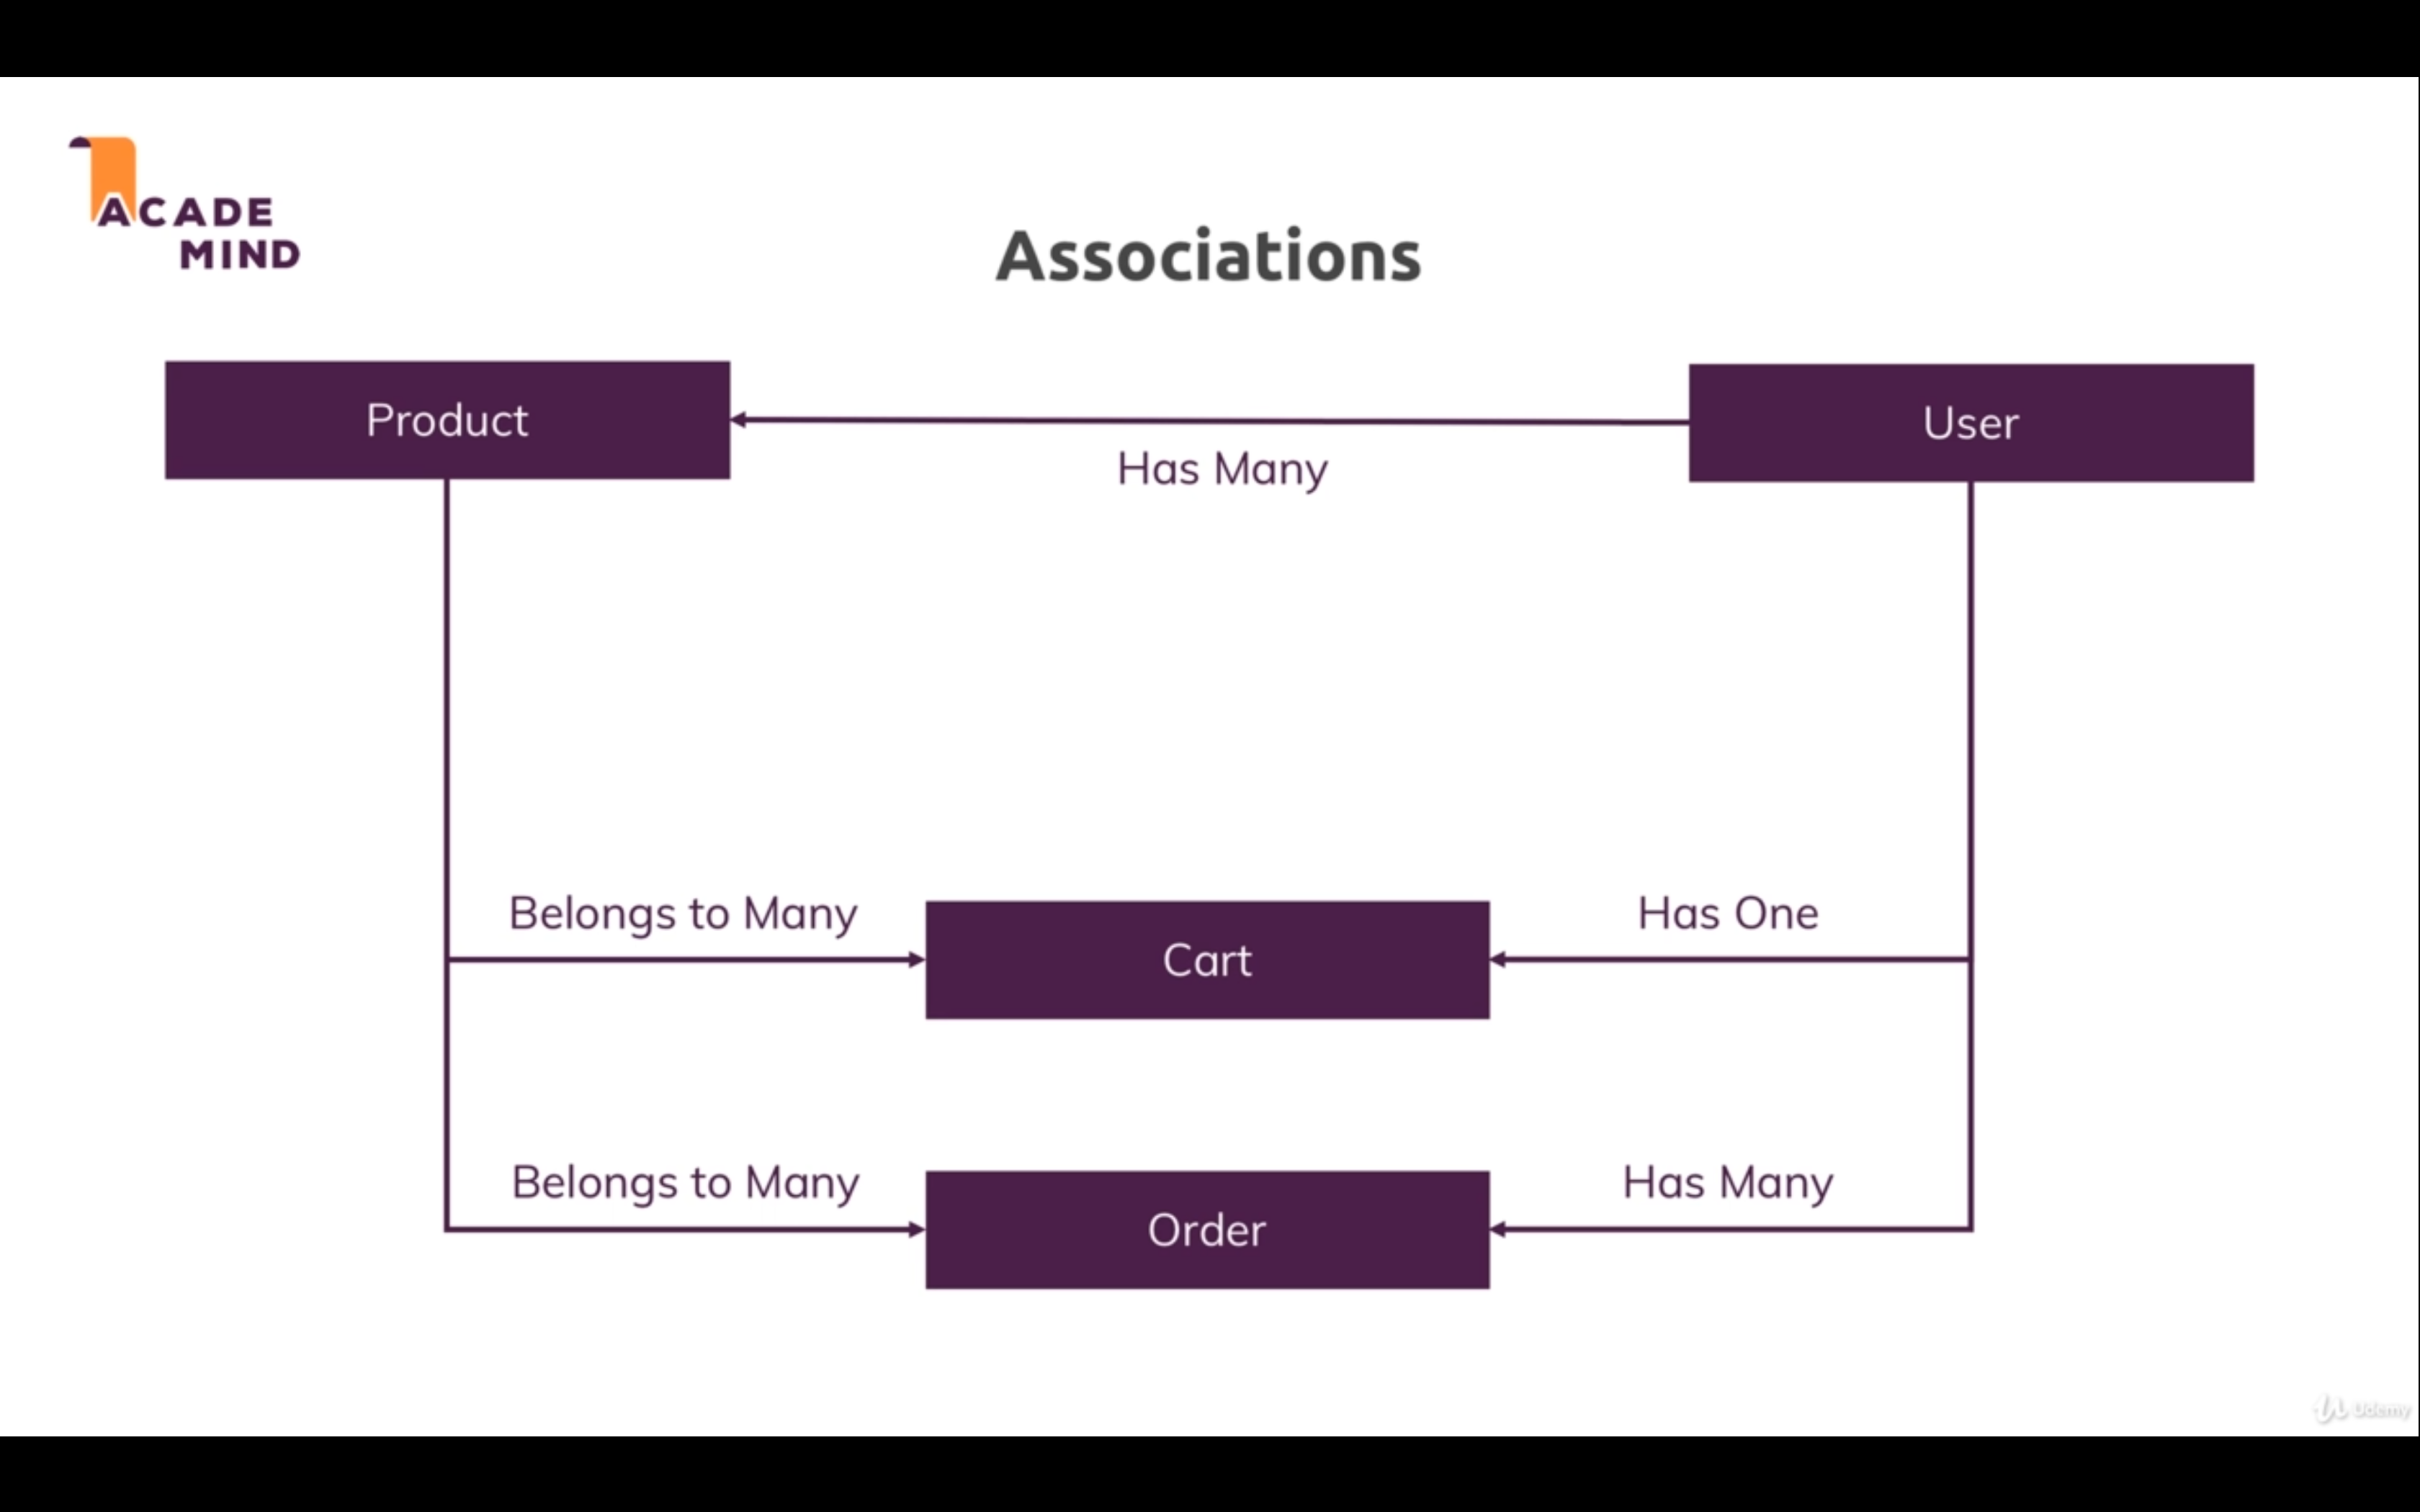 ACADE
MIND
Associations
Product
User
Has Many
Belongs to Many
Has One
Cart
Belongs to Many
Has Many
Order
Udemy